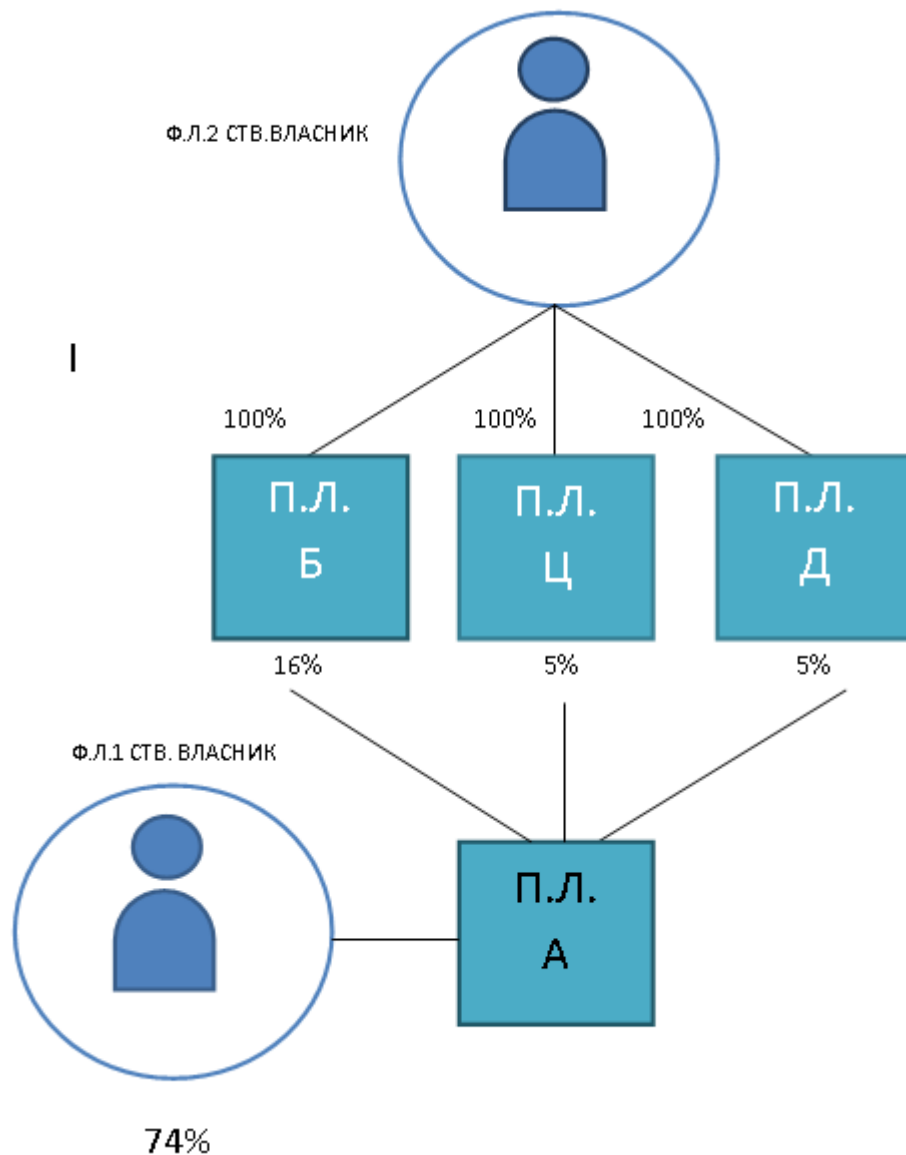 Ф.Л.2 СТВ.ВЛАСНИК
I
100%
100%
100%
П.Л.
Б
П.Л.
Ц
П.Л.
Д
16%
5%
5%
Ф.Л.1 СТВ. ВЛАСНИК
П.Л.
А
74%